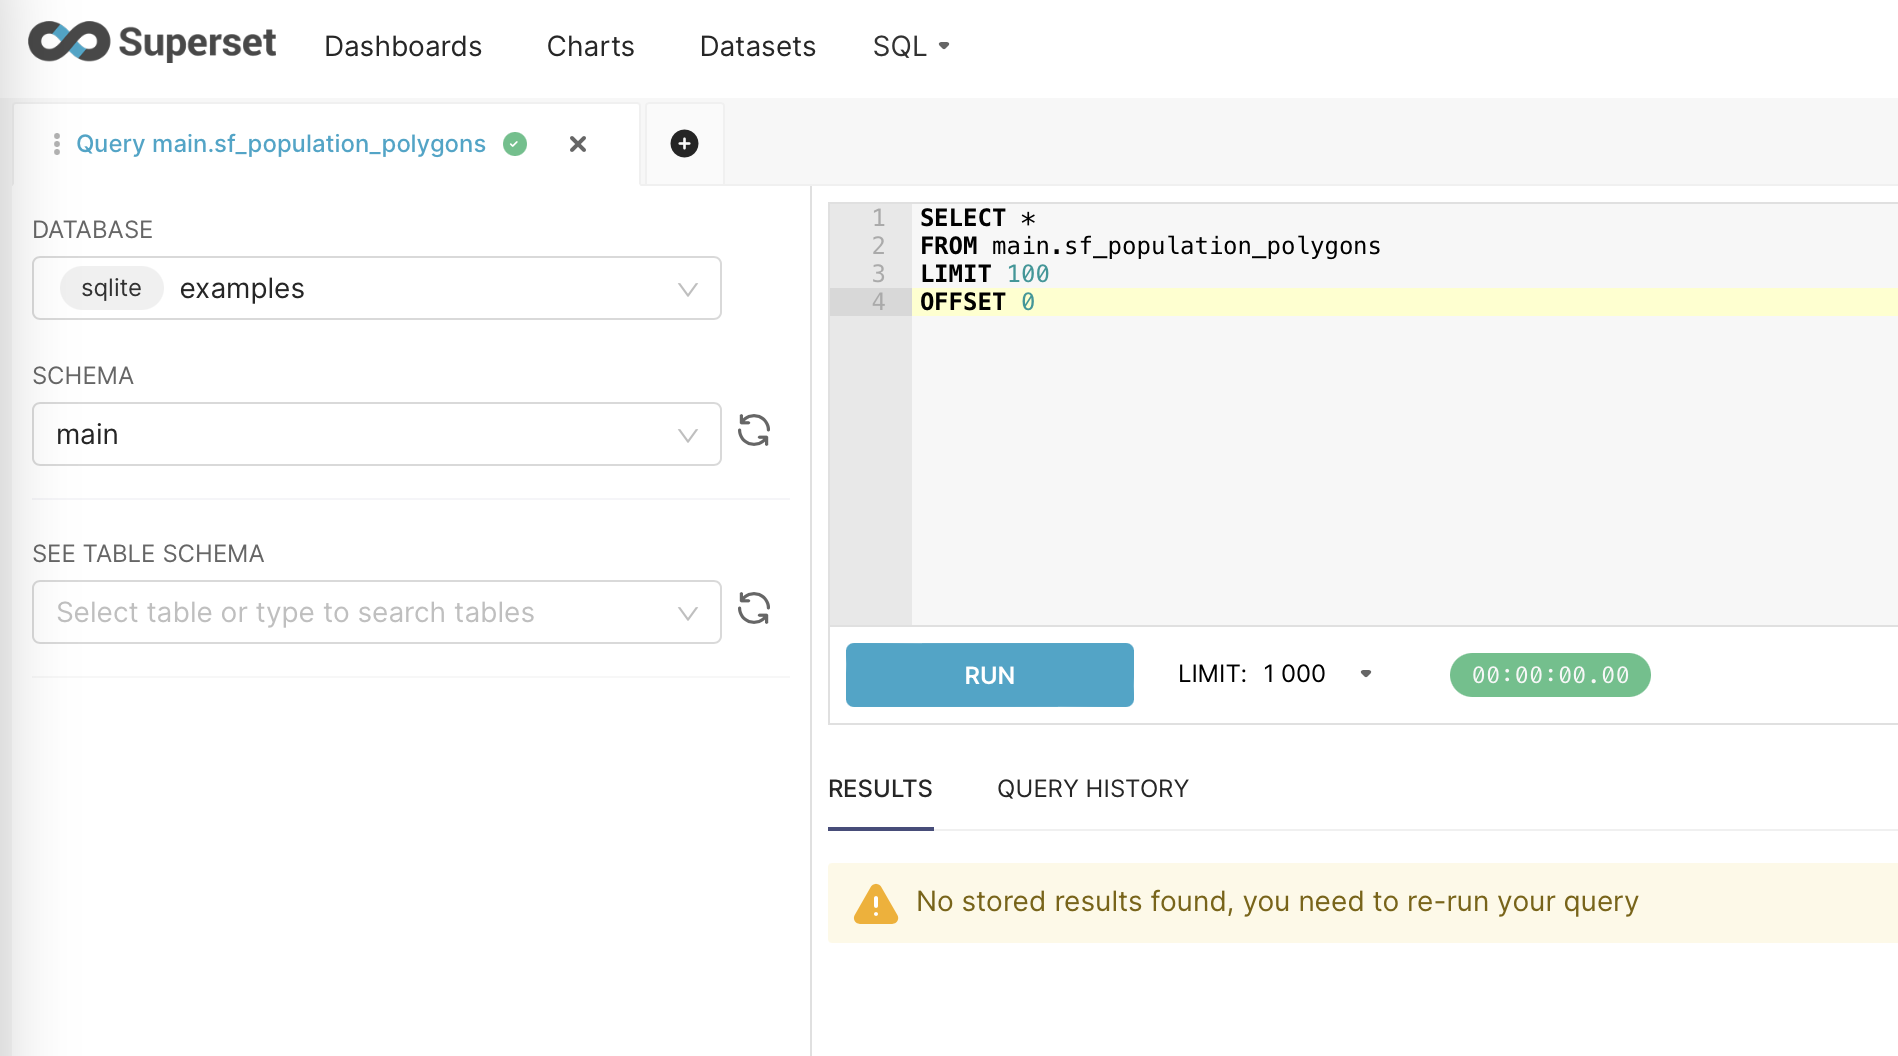 Superset Dashboards Charts Datasets SQL
Query main.sf_population_polygons
DATABASE
sqlite examples
SCHEMA
main
SEE TABLE SCHEMA
Select table or type to search tables
1 SELECT *
2 FROM main.sf_population_polygons
3 LIMIT 100
4 OFFSET 0
RUN LIMIT: 1 000 00:00:00.00
RESULTS QUERY HISTORY
No stored results found, you need to re-run your query